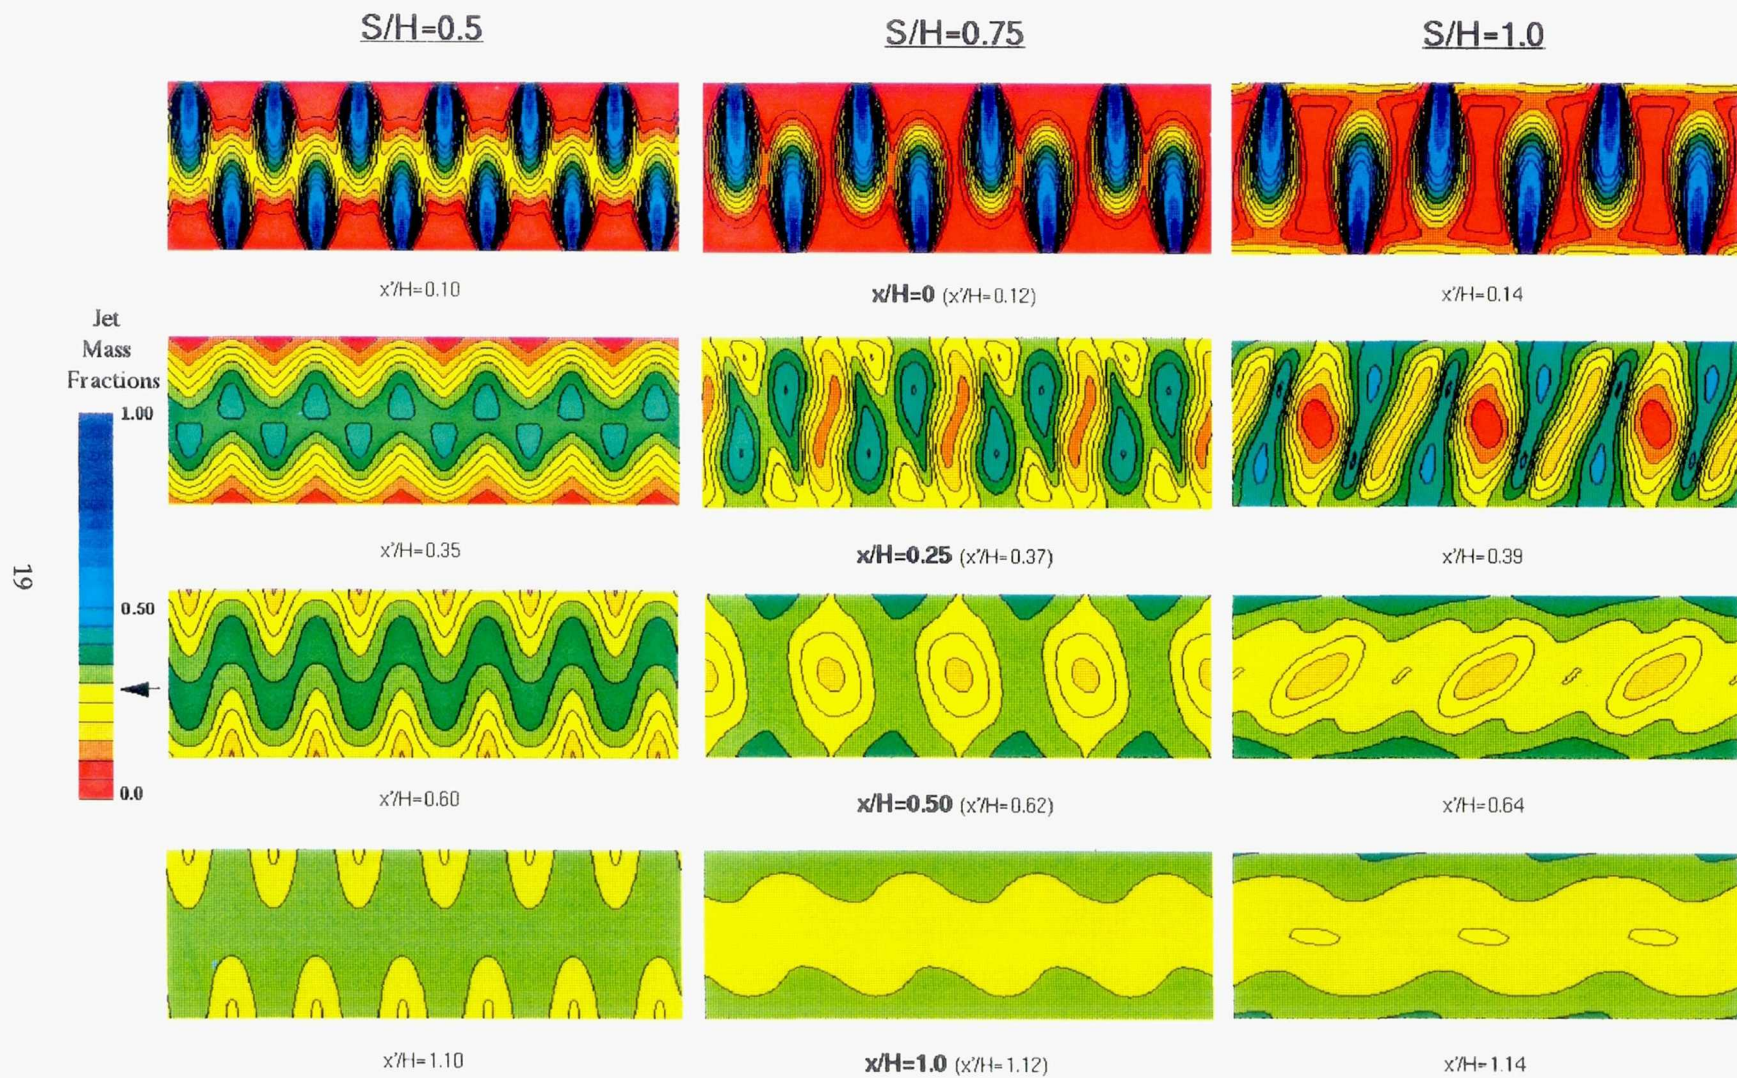 S/H=0.5
S/H=0.75
S/H=1.0
x'/H=0.10
x/H=0 (x'/H=0.12)
x'/H=0.14
Jet
Mass
Fractions
1.00
0.50
0.0
x'/H=0.35
x/H=0.25 (x'/H=0.37)
x'/H=0.39
19
x'/H=0.60
x/H=0.50 (x'/H=0.62)
x'/H=0.64
x'/H=1.10
x/H=1.0 (x'/H=1.12)
x'/H=1.14